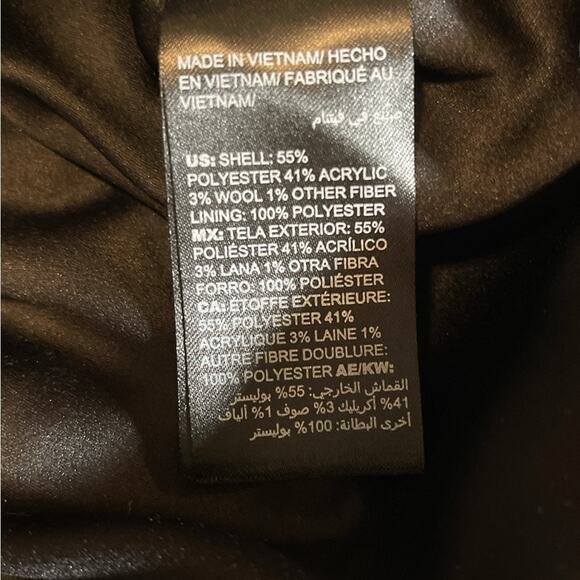 MADE IN VIETNAM/ HECHO
EN VIETNAM/ FABRIQUÉ AU
VIETNAM/
صنع في فيتنام
US: SHELL: 55%
POLYESTER 41% ACRYLIC
3% WOOL 1% OTHER FIBER
LINING: 100% POLYESTER
MX: TELA EXTERIOR: 55%
POLIÉSTER 41% ACRÍLICO
3% LANA 1% OTRA FIBRA
FORRO: 100% POLIÉSTER
CA: ÉTOFFE EXTÉRIEURE:
55% POLYESTER 41%
ACRYLIQUE 3% LAINE 1%
AUTRE FIBRE DOUBLURE:
100% POLYESTER AE/KW:
القماش الخارجي: 55% بوليستر
41% أكريليك 3% صوف 1% ألياف
أخرى البطانة: 100% بوليستر